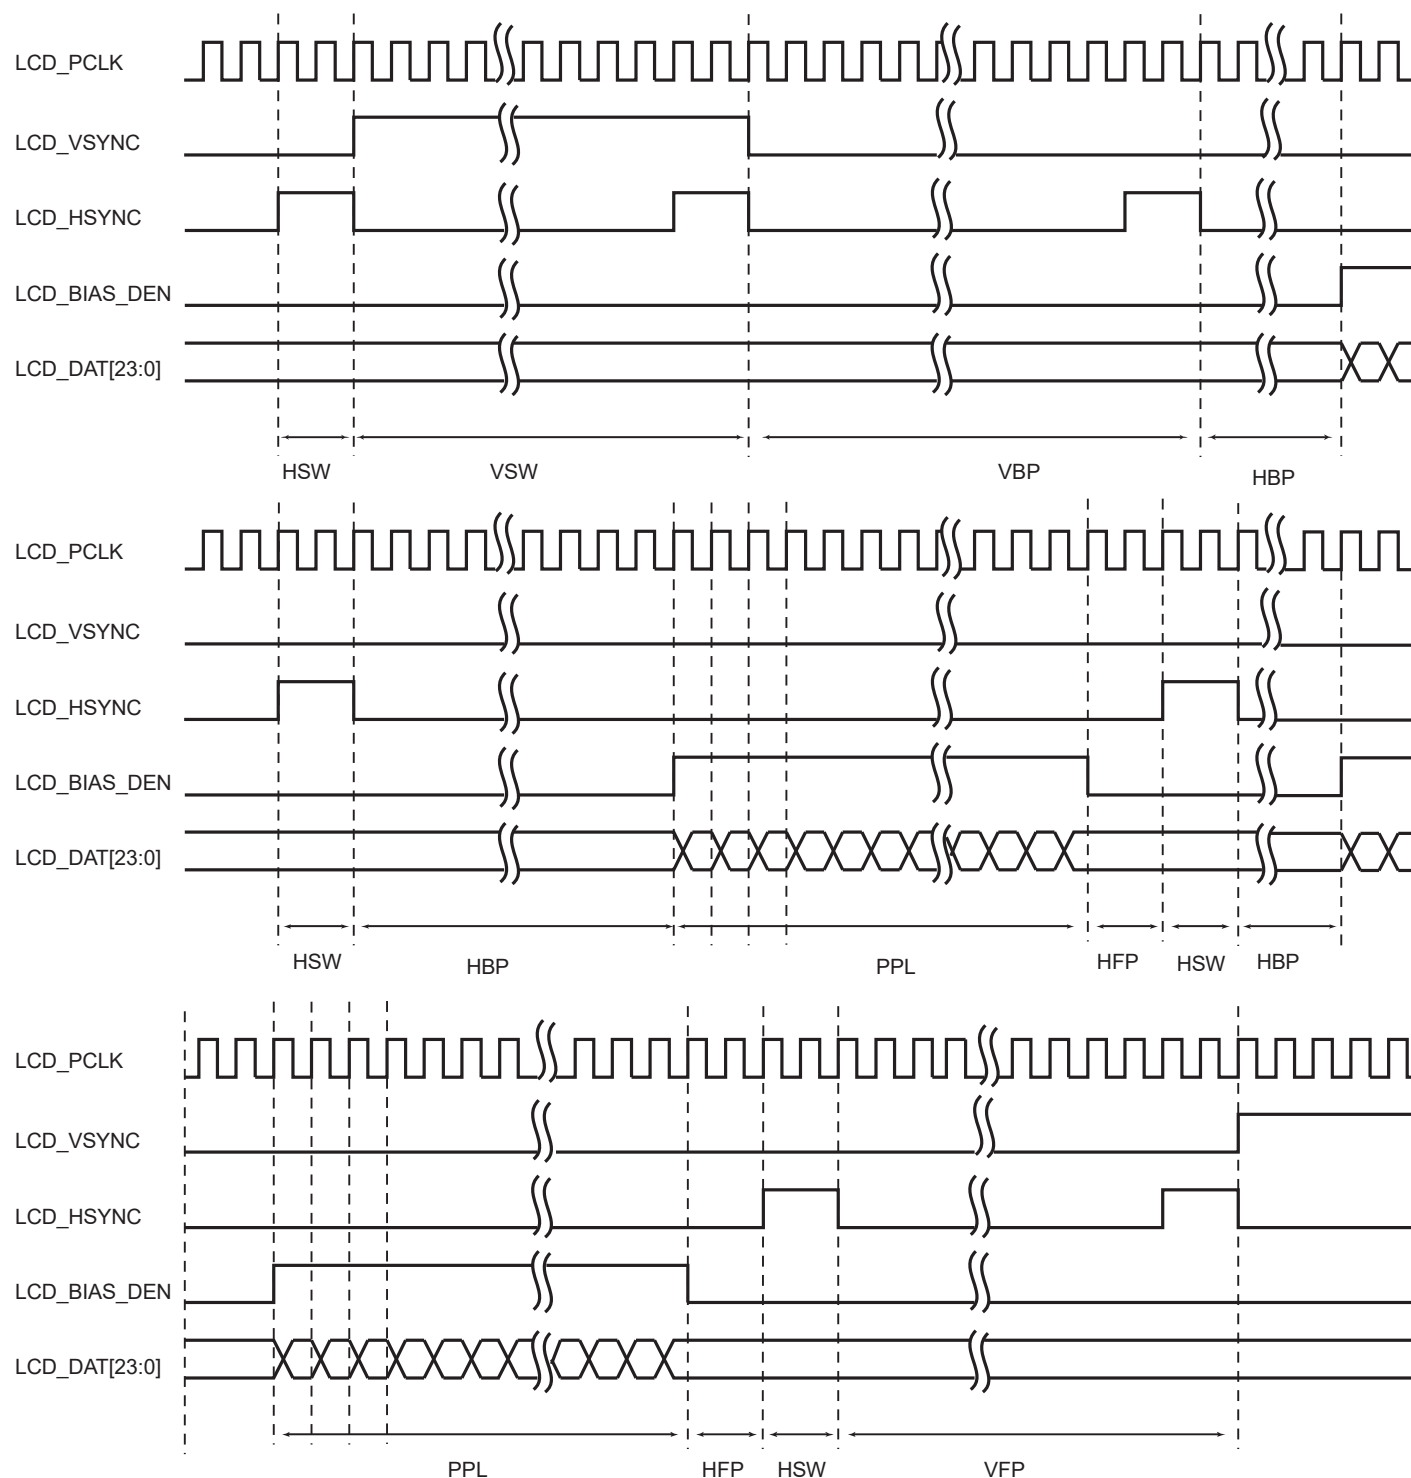 LCD_PCLK
LCD_VSYNC
LCD_HSYNC
LCD_BIAS_DEN
LCD_DAT[23:0]
HSW VSW VBP HBP
LCD_PCLK
LCD_VSYNC
LCD_HSYNC
LCD_BIAS_DEN
LCD_DAT[23:0]
HSW HBP PPL HFP HSW HBP
LCD_PCLK
LCD_VSYNC
LCD_HSYNC
LCD_BIAS_DEN
LCD_DAT[23:0]
PPL HFP HSW VFP